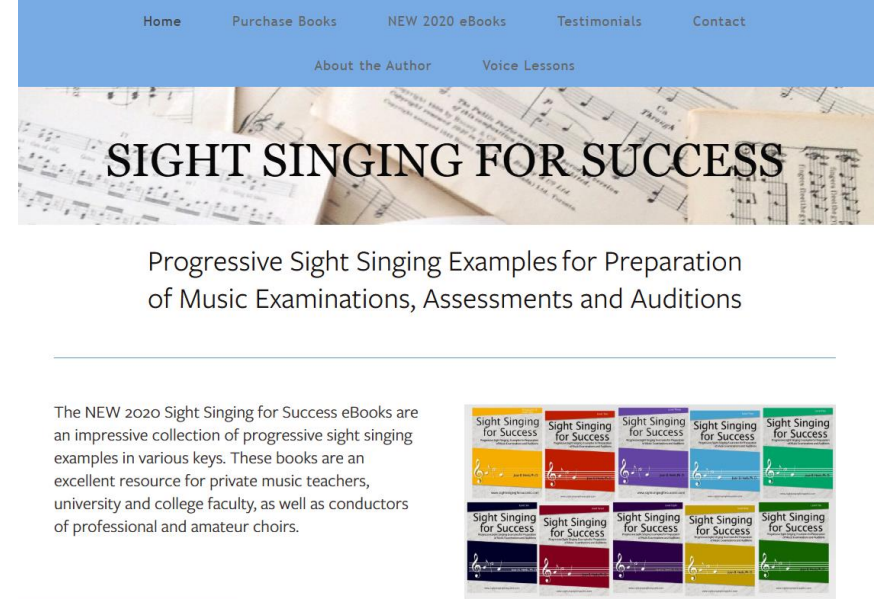 Home Purchase Books NEW 2020 eBooks Testimonials Contact
About the Author Voice Lessons
SIGHT SINGING FOR SUCCESS
Progressive Sight Singing Examples for Preparation
of Music Examinations, Assessments and Auditions
The NEW 2020 Sight Singing for Success eBooks are
an impressive collection of progressive sight singing
examples in various keys. These books are an
excellent resource for private music teachers,
university and college faculty, as well as conductors
of professional and amateur choirs.
Sight Singing for Success
Sight Singing for Success
Sight Singing for Success
Sight Singing for Success
Sight Singing for Success
Sight Singing for Success
Sight Singing for Success
Sight Singing for Success
Sight Singing for Success
Sight Singing for Success